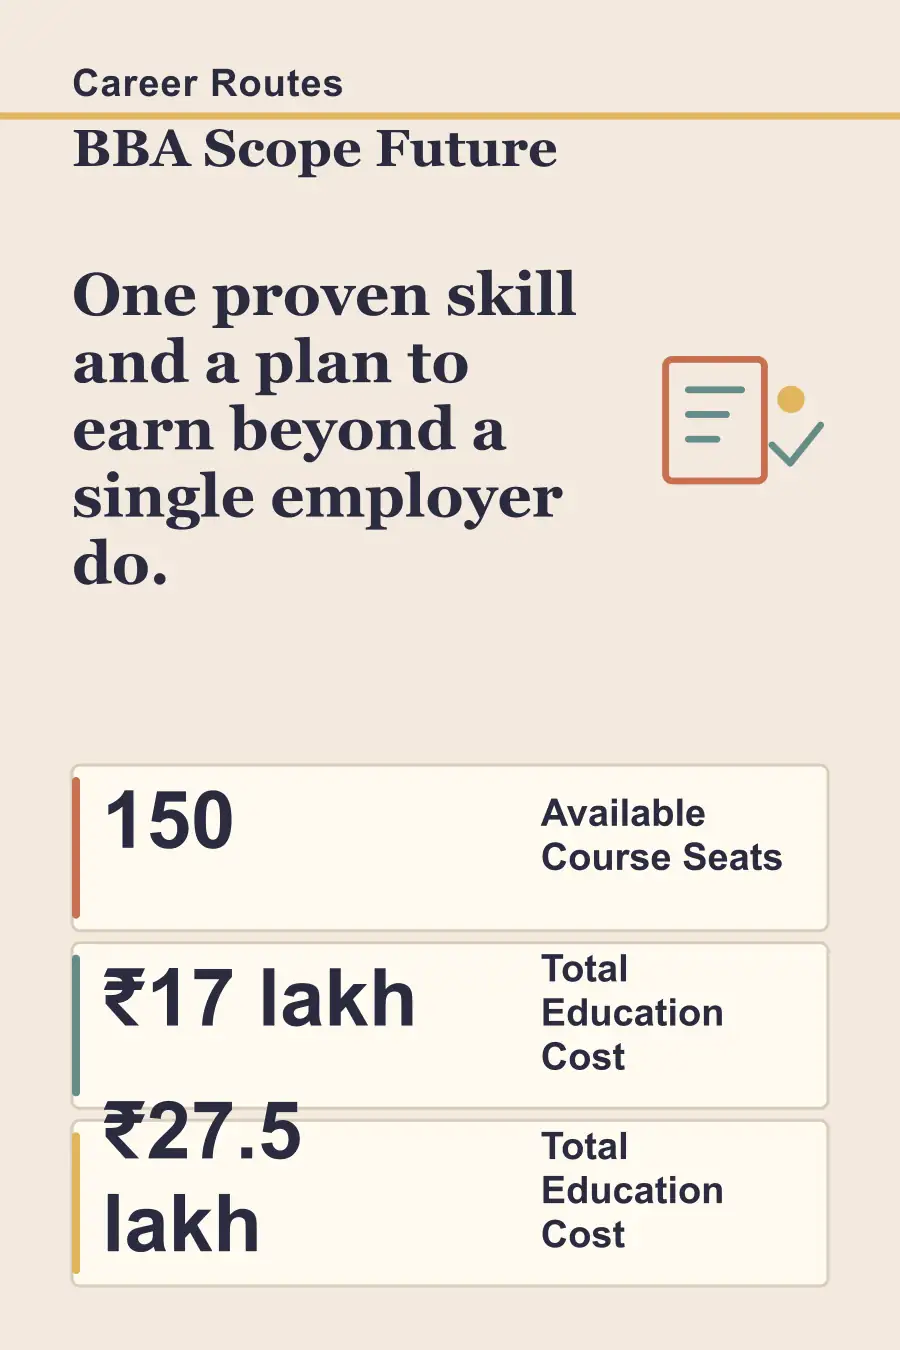 Career Routes
BBA Scope Future
One proven skill
and a plan to
earn beyond a
single employer
do.
150
Available
Course Seats
₹17 lakh
Total
Education
Cost
₹27.5
lakh
Total
Education
Cost